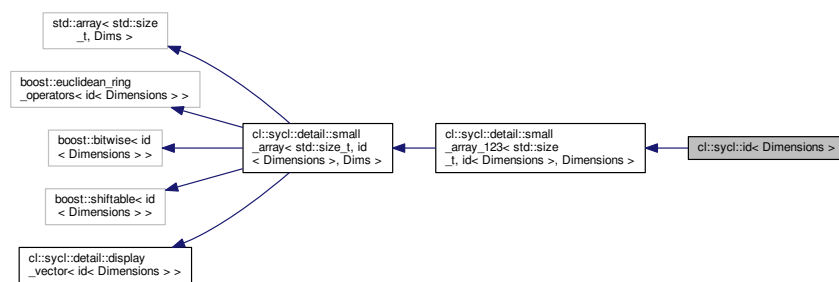 std::array< std::size
_t, Dims >
boost::euclidean_ring
_operators< id< Dimensions > >
boost::bitwise< id
< Dimensions > >
boost::shiftable< id
< Dimensions > >
cl::sycl::detail::display
_vector< id< Dimensions > >
cl::sycl::detail::small
_array< std::size_t, id
< Dimensions >, Dims >
cl::sycl::detail::small
_array_123< std::size
_t, id< Dimensions >, Dimensions >
cl::sycl::id< Dimensions >